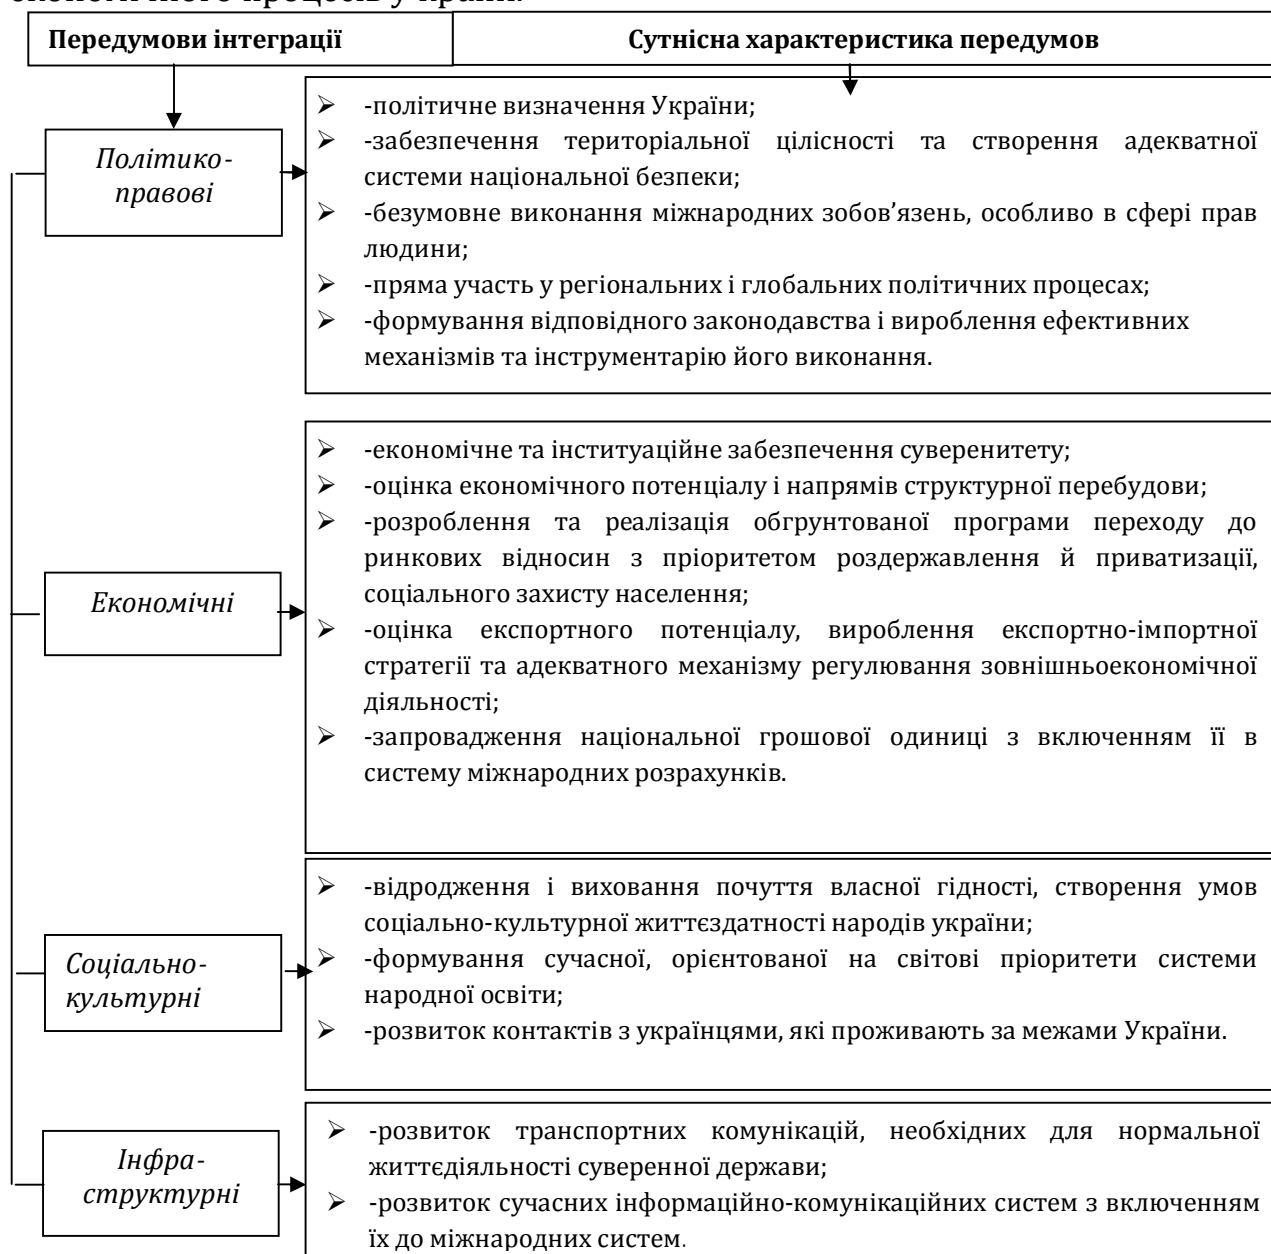 Передумови інтеграції
Сутнісна характеристика передумов
Політико-
правові
➢ -політичне визначення України;
➢ -забезпечення територіальної цілісності та створення адекватної
системи національної безпеки;
➢ -безумовне виконання міжнародних зобов’язань, особливо в сфері прав
людини;
➢ -пряма участь у регіональних і глобальних політичних процесах;
➢ -формування відповідного законодавства і вироблення ефективних
механізмів та інструментарію його виконання.
Економічні
➢ -економічне та інституаційне забезпечення суверенитету;
➢ -оцінка економічного потенціалу і напрямів структурної перебудови;
➢ -розроблення та реалізація обгрунтованої програми переходу до
ринкових відносин з пріоритетом роздержавлення й приватизації,
соціального захисту населення;
➢ -оцінка експортного потенціалу, вироблення експортно-імпортної
стратегії та адекватного механізму регулювання зовнішньоекономічної
діяльності;
➢ -запровадження національної грошової одиниці з включенням її в
систему міжнародних розрахунків.
Соціально-
культурні
➢ -відродження і виховання почуття власної гідності, створення умов
соціально-культурної життєздатності народів україни;
➢ -формування сучасної, орієнтованої на світові пріоритети системи
народної освіти;
➢ -розвиток контактів з українцями, які проживають за межами України.
Інфра-
структурні
➢ -розвиток транспортних комунікацій, необхідних для нормальної
життєдіяльності суверенної держави;
➢ -розвиток сучасних інформаційно-комунікаційних систем з включенням
їх до міжнародних систем.